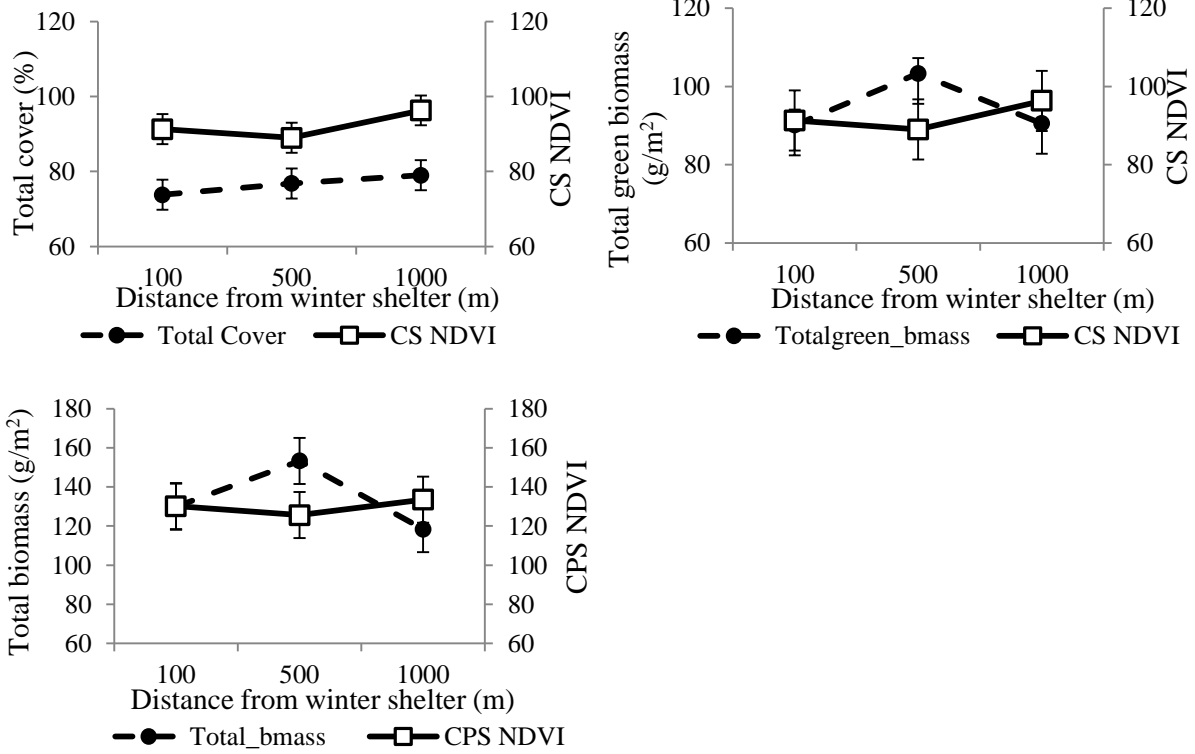 Total cover (%)
120
100
80
60
120
100
80
60
CS NDVI
100 500 1000
Distance from winter shelter (m)
Total Cover CS NDVI
Total green biomass
(g/m²)
120
100
80
60
120
100
80
60
CS NDVI
100 500 1000
Distance from winter shelter (m)
Totalgreen_bmass CS NDVI
Total biomass (g/m²)
180
160
140
120
100
80
60
180
160
140
120
100
80
60
CPS NDVI
100 500 1000
Distance from winter shelter (m)
Total_bmass CPS NDVI